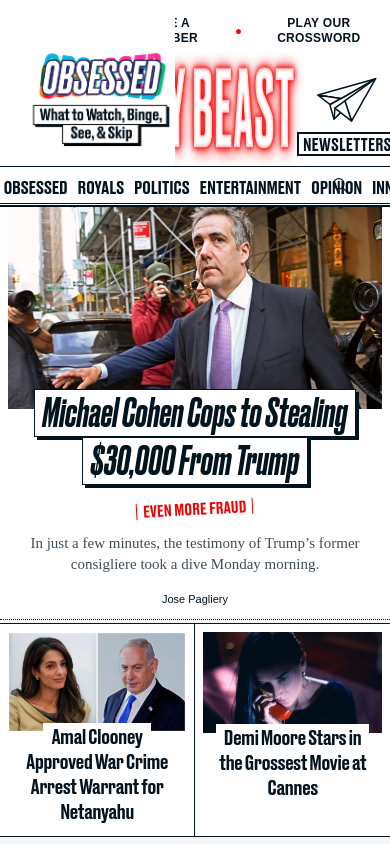 E A
BER
PLAY OUR
CROSSWORD
OBSESSED
What to Watch, Binge,
See, & Skip
Y BEAST
NEWSLETTERS
OBSESSED ROYALS POLITICS ENTERTAINMENT OPINION INN
Michael Cohen Cops to Stealing
$30,000 From Trump
EVEN MORE FRAUD
In just a few minutes, the testimony of Trump’s former
consigliere took a dive Monday morning.
Jose Pagliery
Amal Clooney
Approved War Crime
Arrest Warrant for
Netanyahu
Demi Moore Stars in
the Grossest Movie at
Cannes